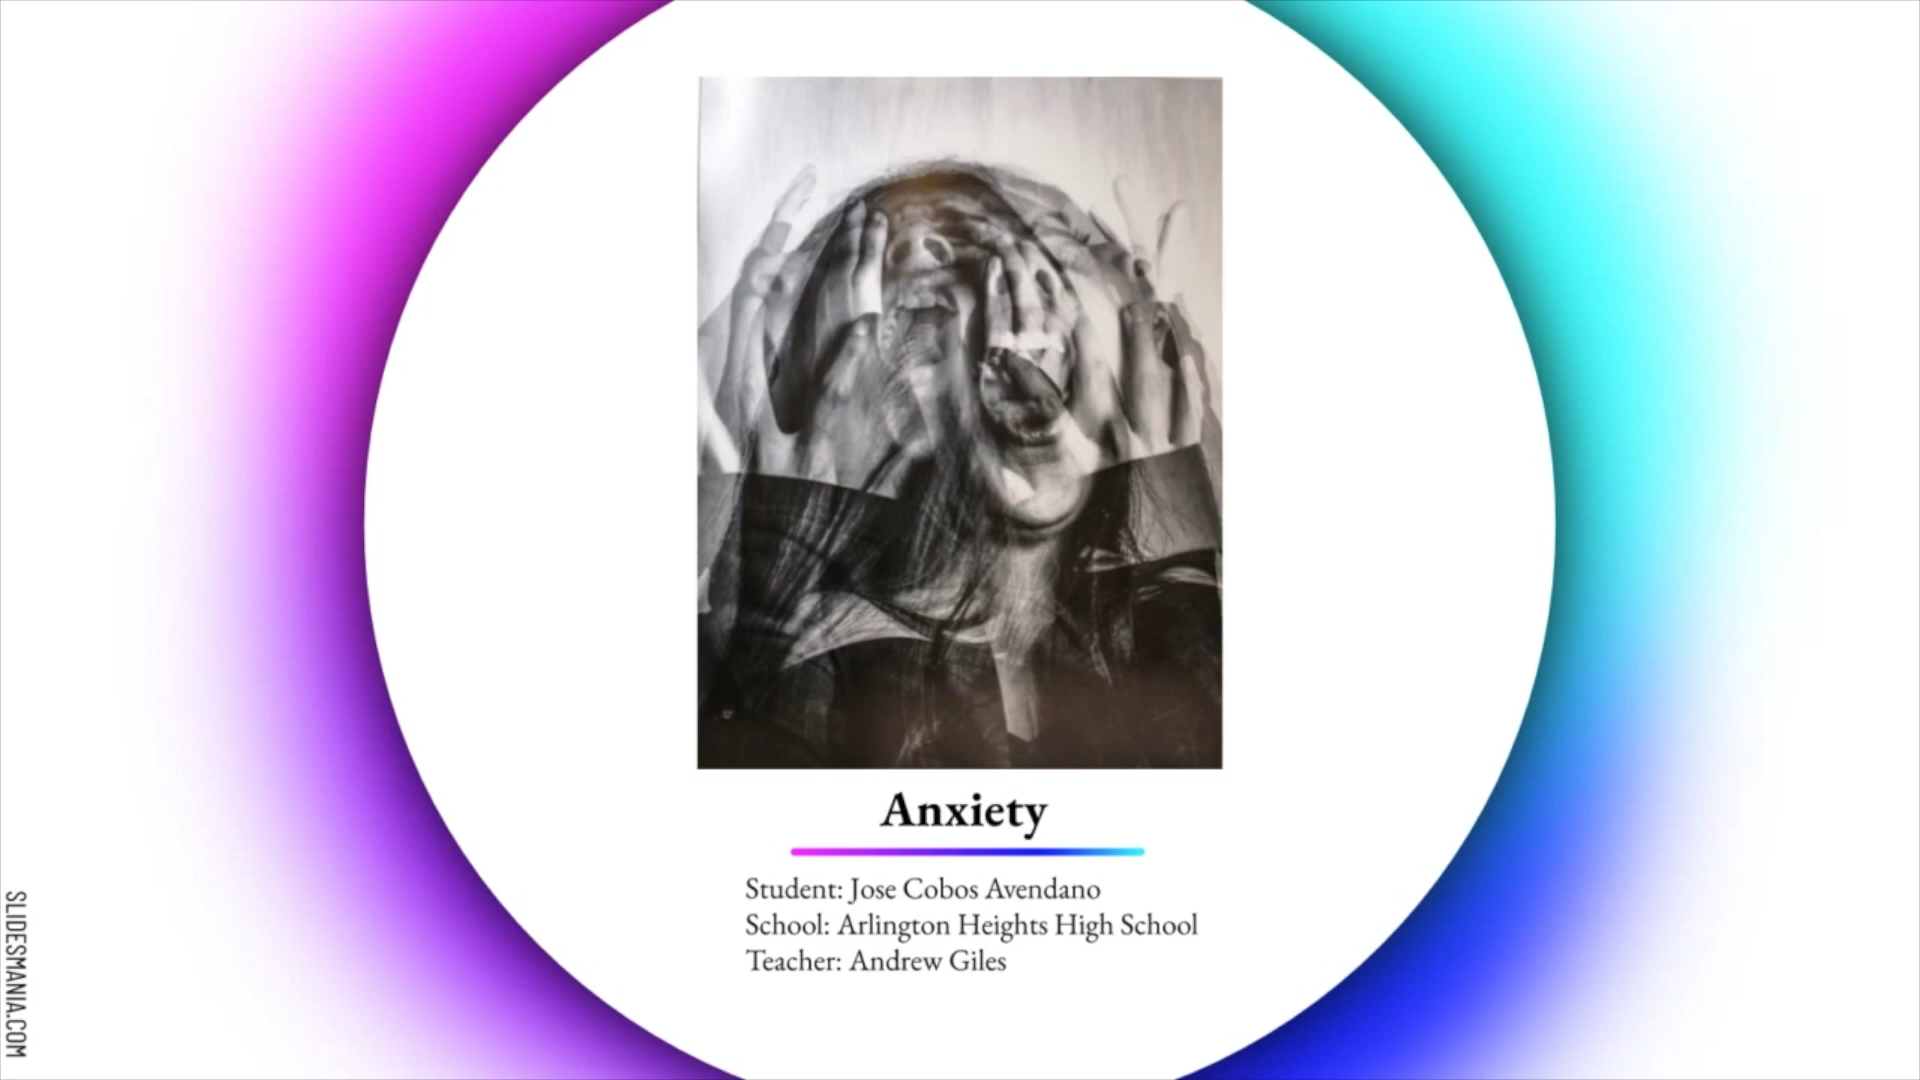 Anxiety
Student: Jose Cobos Avendano
School: Arlington Heights High School
Teacher: Andrew Giles
SLIDESMANIA.COM